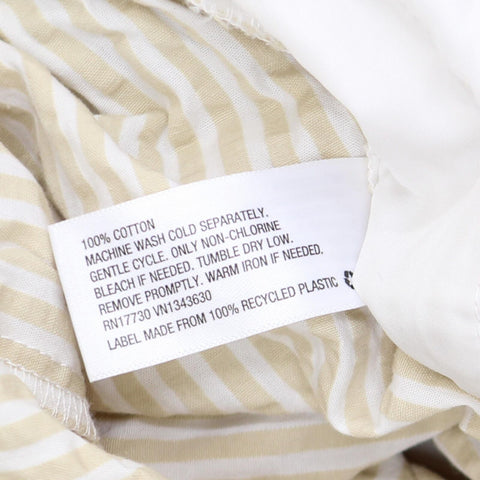 100% COTTON
MACHINE WASH COLD SEPARATELY.
GENTLE CYCLE. ONLY NON-CHLORINE
BLEACH IF NEEDED. TUMBLE DRY LOW.
REMOVE PROMPTLY. WARM IRON IF NEEDED.
RN17730 VN1343630
LABEL MADE FROM 100% RECYCLED PLASTIC